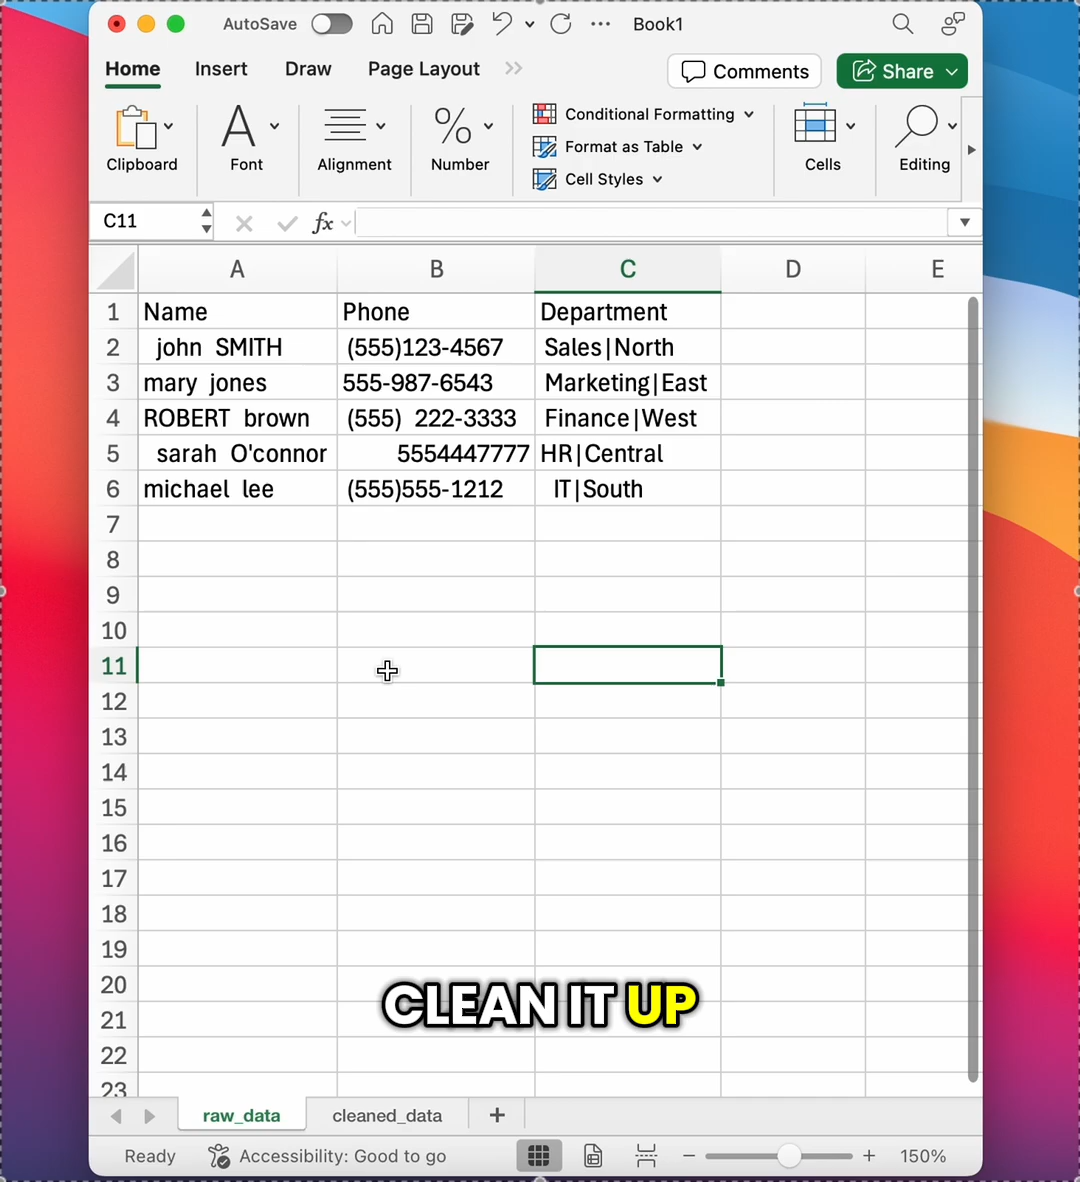 AutoSave Book1
Home Insert Draw Page Layout >> Comments Share
Clipboard Font Alignment % Number Conditional Formatting Format as Table Cell Styles Cells Editing
C11 fx
A B C D E
1 Name Phone Department
2 john SMITH (555)123-4567 Sales|North
3 mary jones 555-987-6543 Marketing|East
4 ROBERT brown (555) 222-3333 Finance|West
5 sarah O'connor 5554447777 HR|Central
6 michael lee (555)555-1212 IT|South
7
8
9
10
11
12
13
14
15
16
17
18
19
20
CLEAN IT UP
21
22
23
raw_data cleaned_data +
Ready Accessibility: Good to go − + 150%